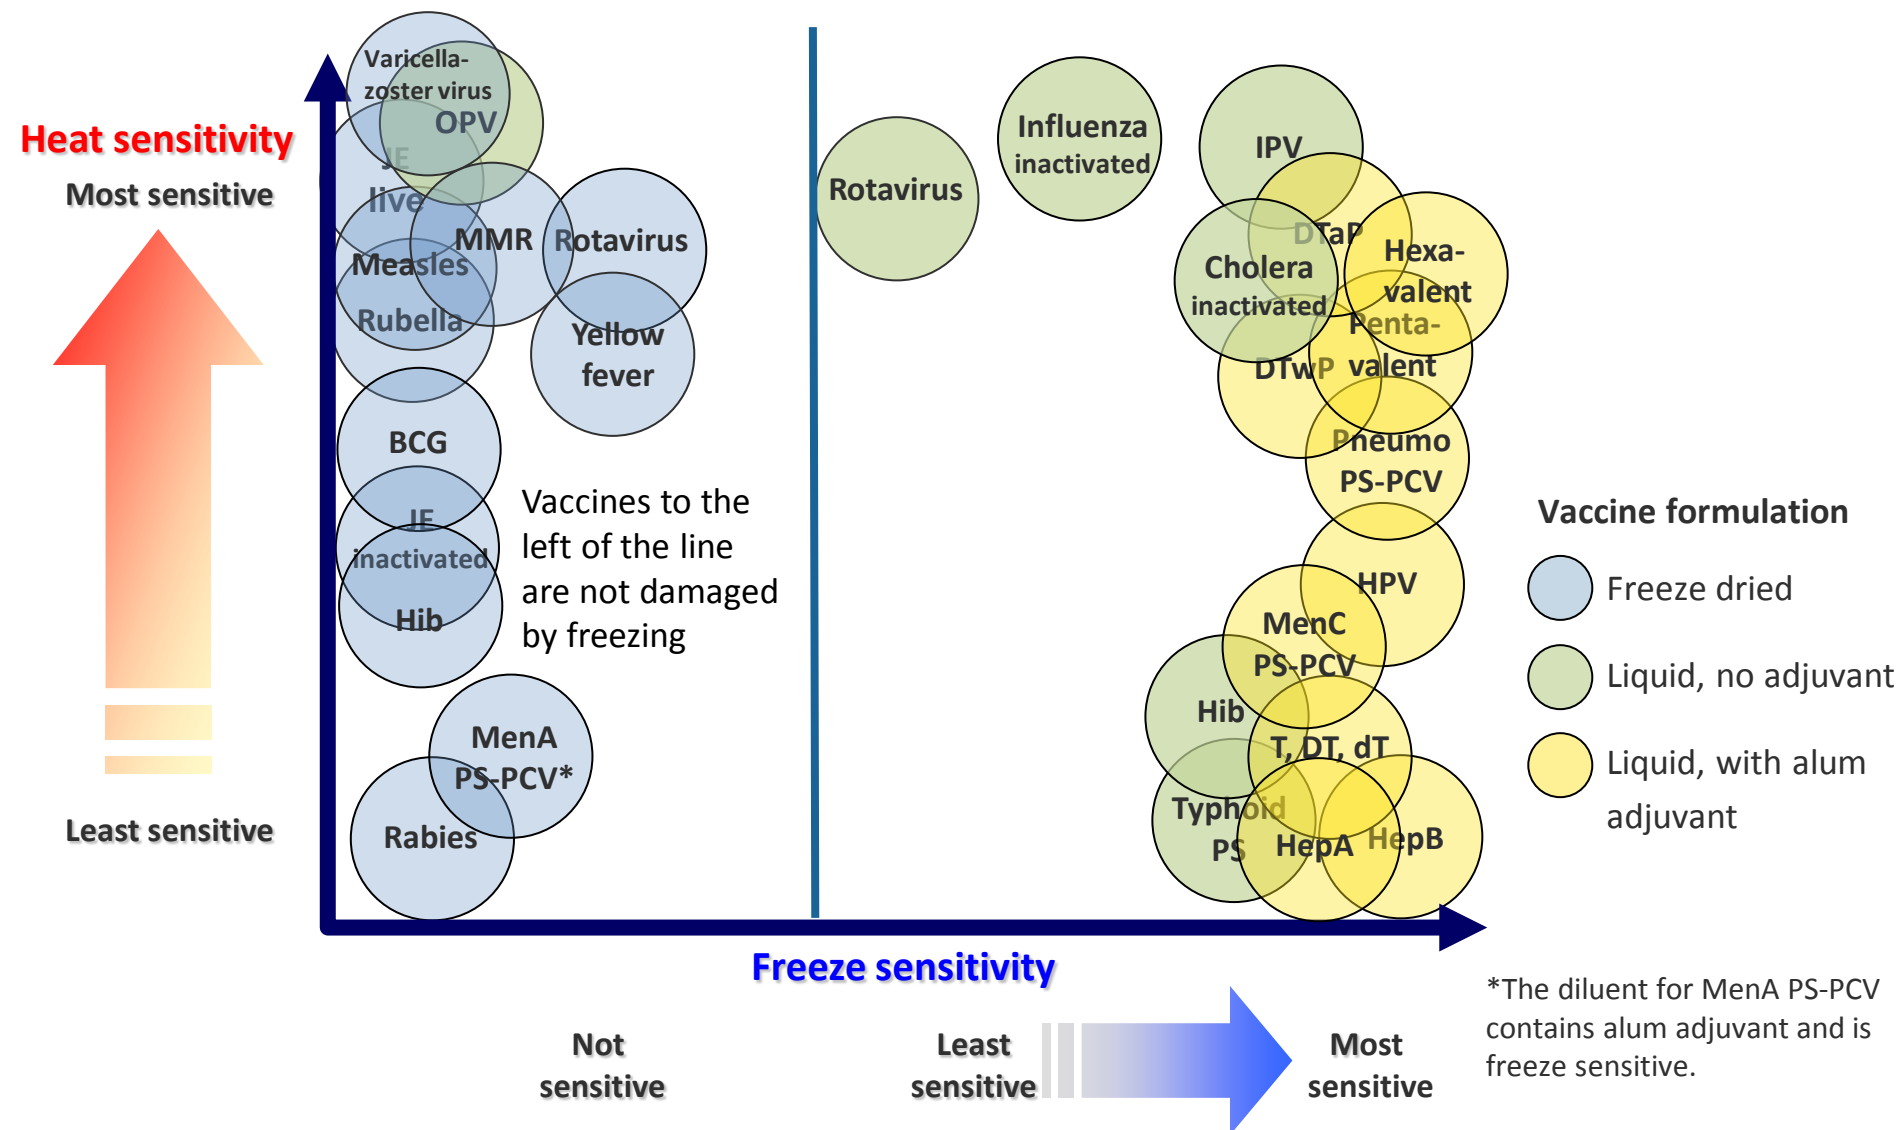 Heat sensitivity
Most sensitive
Least sensitive
Varicella-
zoster virus
OPV
JE
live
MMR
Rotavirus
Measles
Rubella
Yellow
fever
BCG
JE
inactivated
Hib
MenA
PS-PCV*
Rabies
Vaccines to the
left of the line
are not damaged
by freezing
Rotavirus
Influenza
inactivated
IPV
DTaP
Cholera
inactivated
Hexa-
valent
Penta-
valent
DTwP
Pneumo
PS-PCV
HPV
MenC
PS-PCV
Hib
T, DT, dT
Typhoid
PS
HepA
HepB
Vaccine formulation
Freeze dried
Liquid, no adjuvant
Liquid, with alum
adjuvant
Freeze sensitivity
Not
sensitive
Least
sensitive
Most
sensitive
*The diluent for MenA PS-PCV
contains alum adjuvant and is
freeze sensitive.